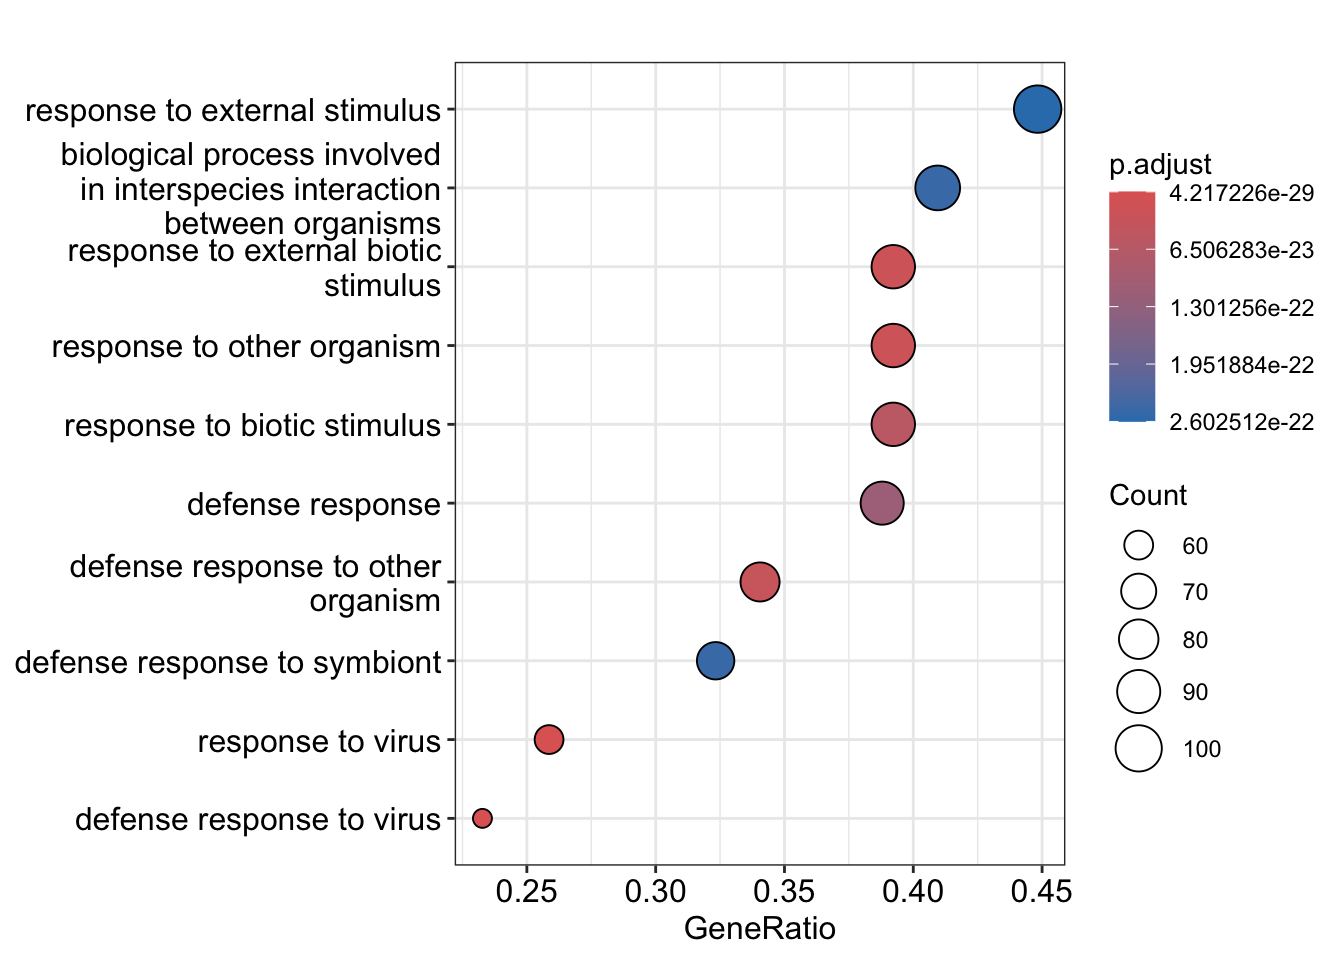 response to external stimulus
biological process involved
in interspecies interaction
between organisms
response to external biotic
stimulus
response to other organism
response to biotic stimulus
defense response
defense response to other
organism
defense response to symbiont
response to virus
defense response to virus
0.25 0.30 0.35 0.40 0.45
GeneRatio
p.adjust
4.217226e-29
6.506283e-23
1.301256e-22
1.951884e-22
2.602512e-22
Count
60
70
80
90
100